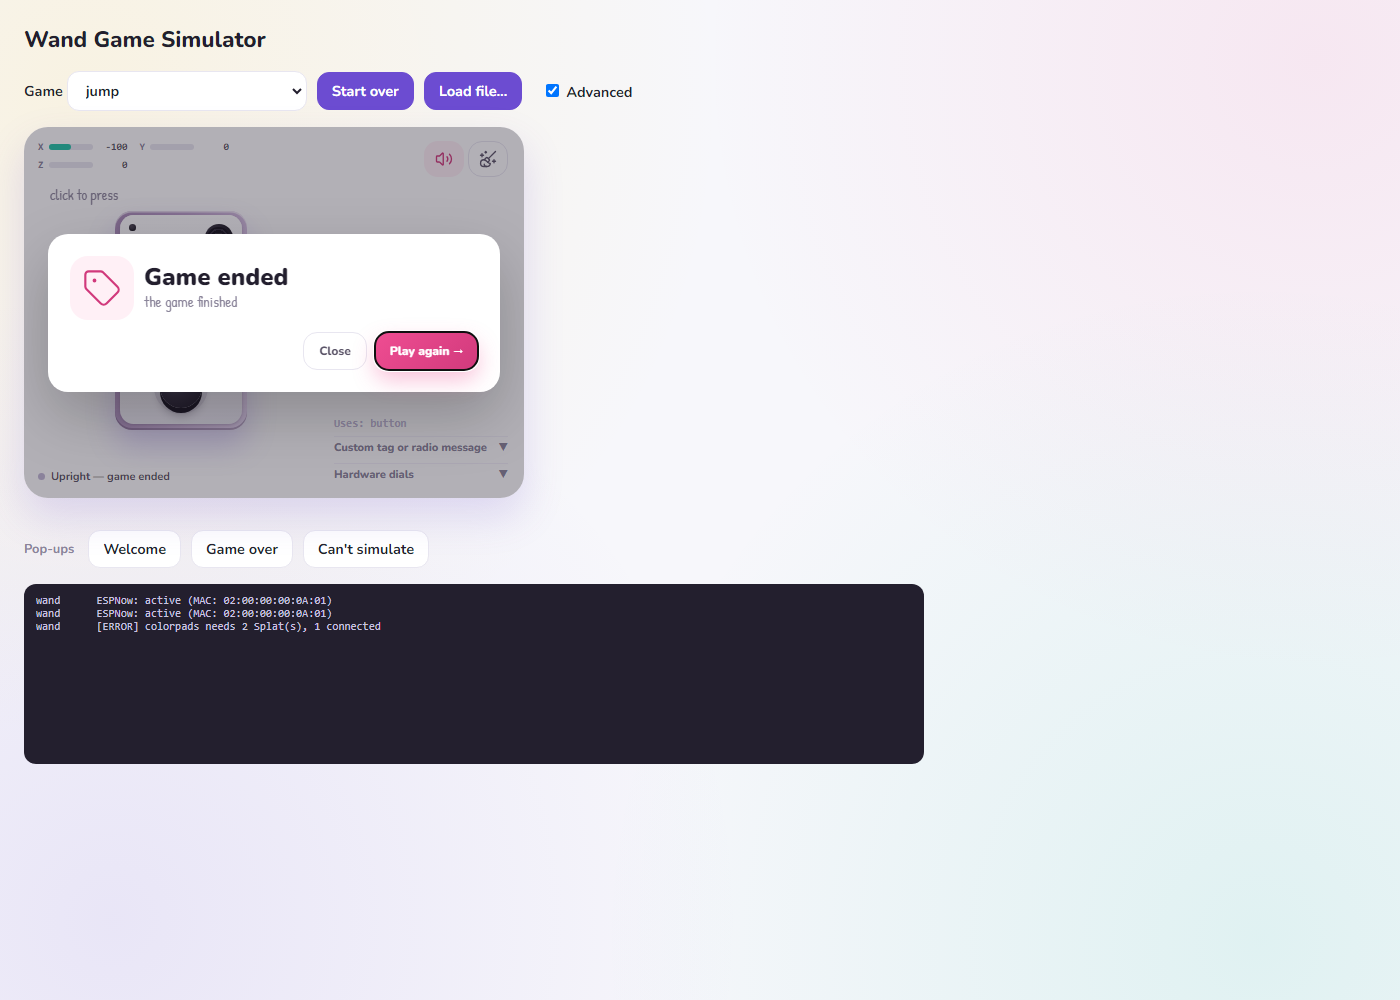 Wand Game Simulator
Game jump Start over Load file... Advanced
X -100 Y 0
Z 0
click to press
Game ended
the game finished
Close Play again →
Uses: button
Custom tag or radio message ▼
Hardware dials ▼
Upright — game ended
Pop-ups Welcome Game over Can't simulate
wand ESPNow: active (MAC: 02:00:00:00:0A:01)
wand ESPNow: active (MAC: 02:00:00:00:0A:01)
wand [ERROR] colorpads needs 2 Splat(s), 1 connected